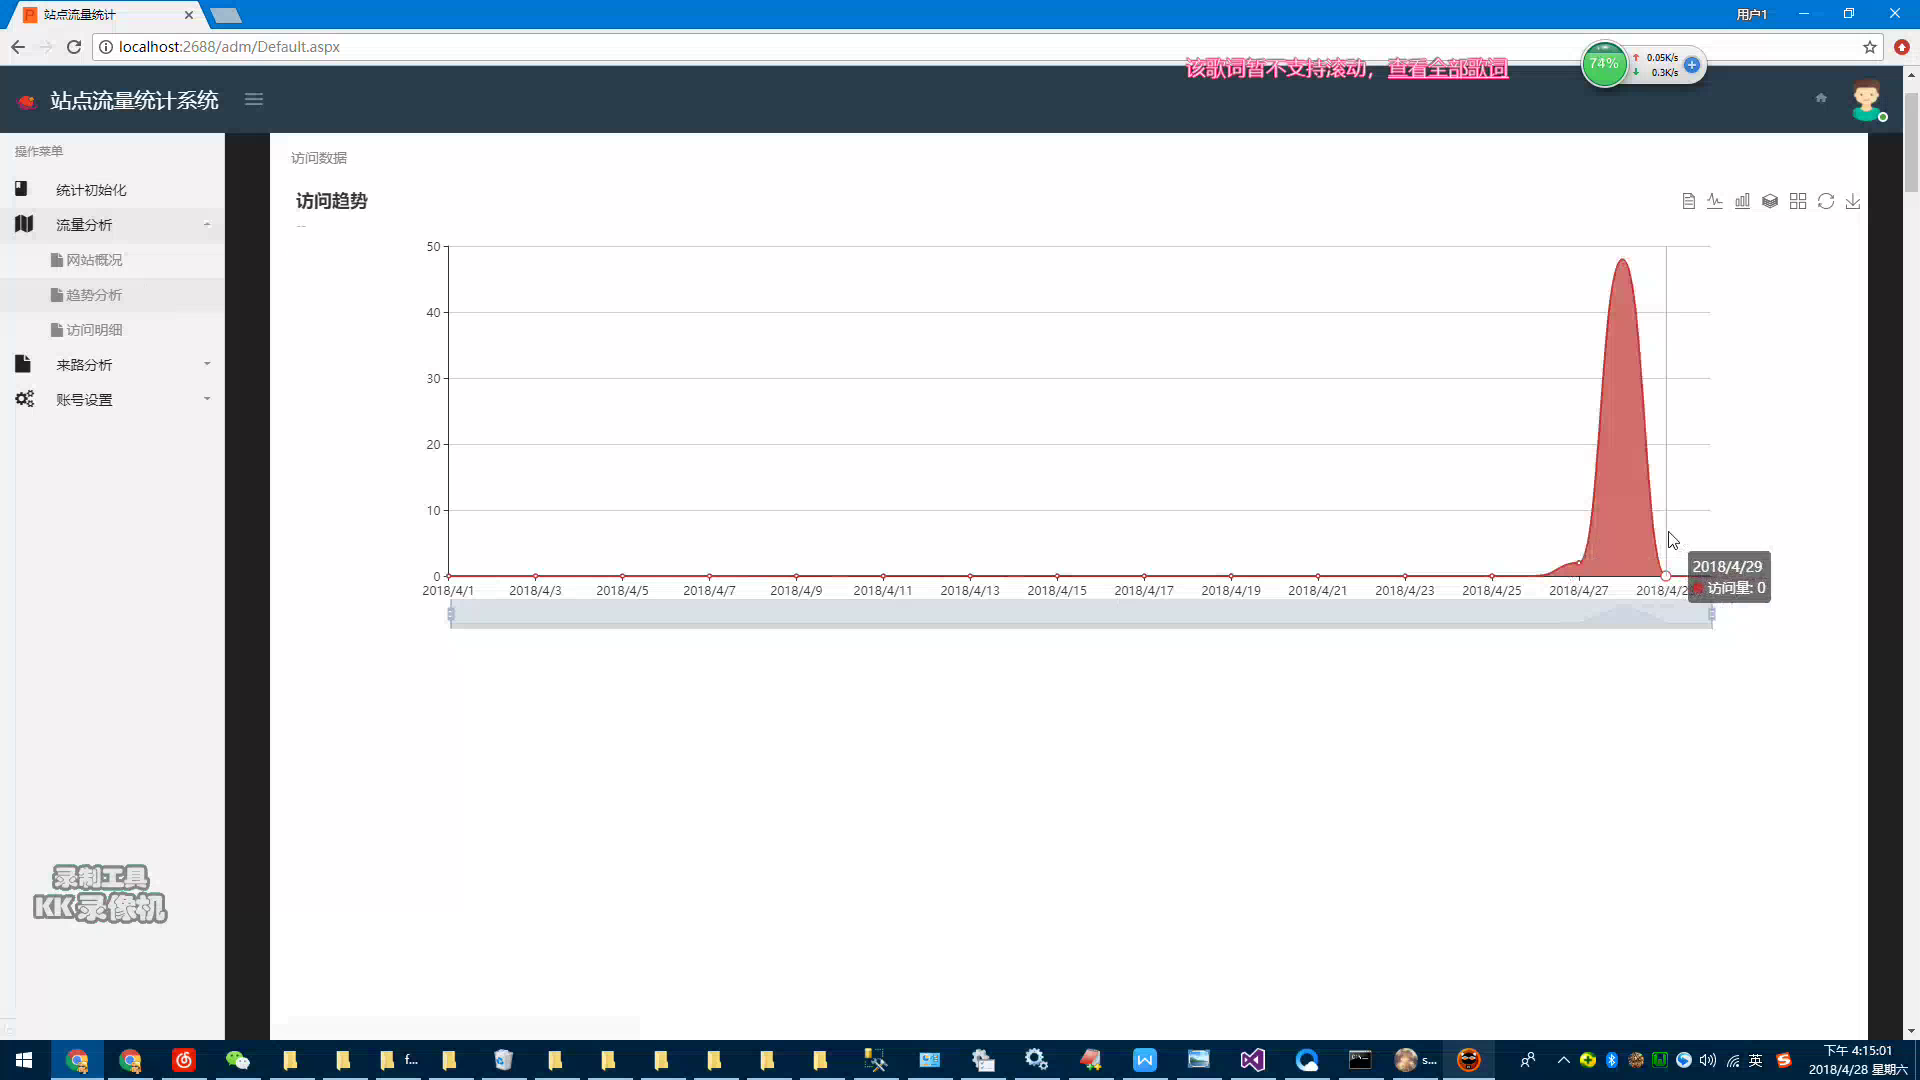 站点流量统计
用户1
localhost:2688/adm/Default.aspx
该歌词暂不支持滚动，查看全部歌词
74%
0.05K/s
0.3K/s
站点流量统计系统
操作菜单
统计初始化
流量分析
网站概况
趋势分析
访问明细
来路分析
账号设置
访问数据
访问趋势
--
50
40
30
20
10
0
2018/4/1
2018/4/3
2018/4/5
2018/4/7
2018/4/9
2018/4/11
2018/4/13
2018/4/15
2018/4/17
2018/4/19
2018/4/21
2018/4/23
2018/4/25
2018/4/27
2018/4/29
2018/4/29
访问量: 0
录制工具
KK录像机
f...
s...
英
下午 4:15:01
2018/4/28 星期六